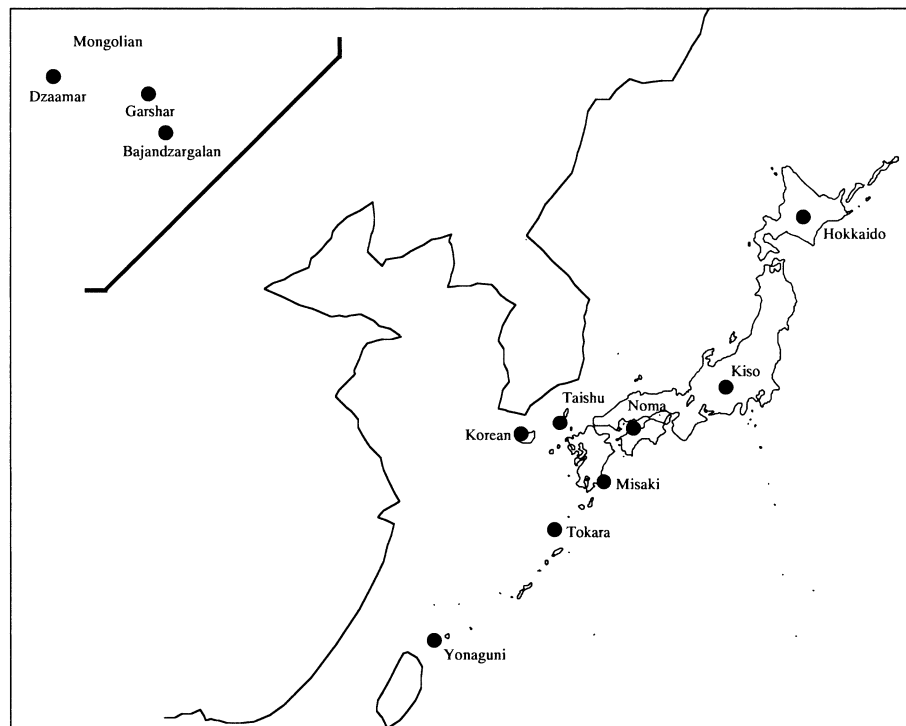 Mongolian
Dzaamar
Garshar
Bajandzargalan
Hokkaido
Kiso
Taishu
Noma
Korean
Misaki
Tokara
Yonaguni